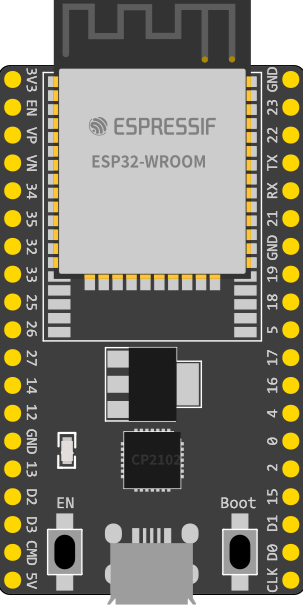 ESPRESSIF
ESP32-WROOM
3V3
EN
VP
VN
34
35
32
33
25
26
27
14
12
GND
13
D2
D3
CMD
5V
GND
23
22
TX
RX
21
GND
19
18
5
17
16
4
0
2
15
D1
D0
CLK
CP2102
EN
Boot